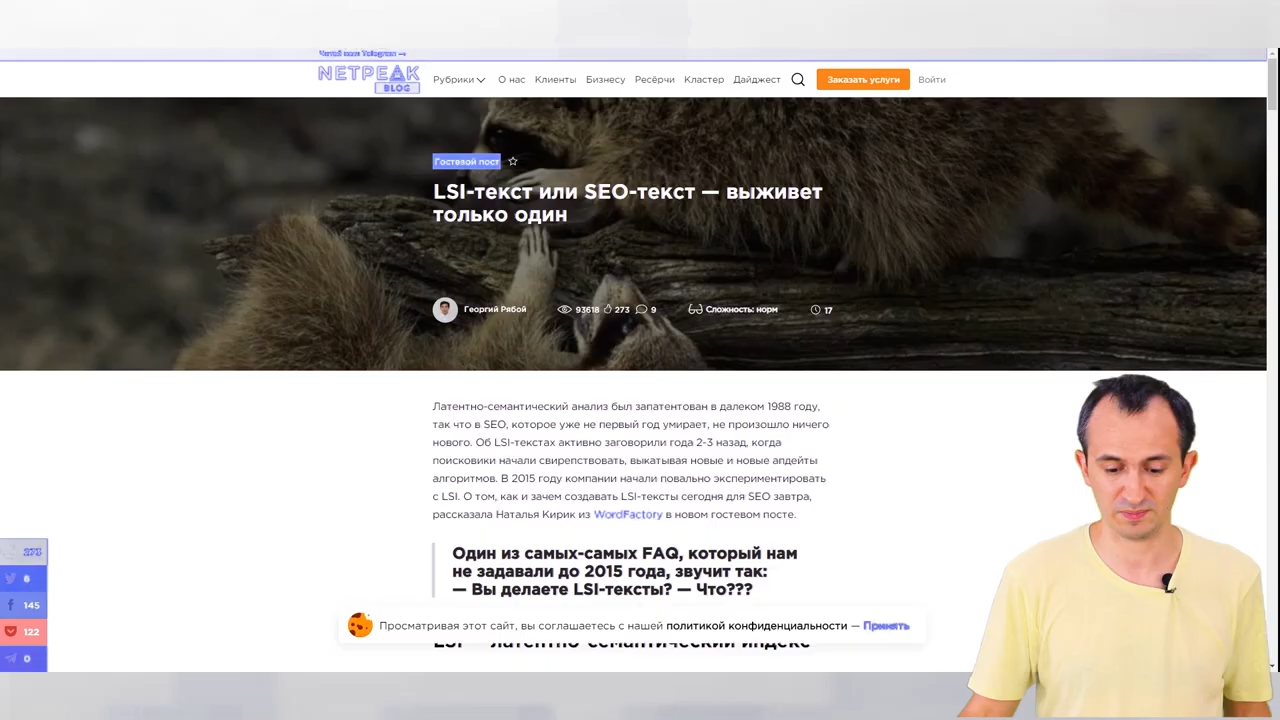 Читай нас в Telegram →
NETPEAK
BLOG
Рубрики О нас Клиенты Бизнесу Ресёрчи Кластер Дайджест Заказать услуги Войти
Гостевой пост
LSI-текст или SEO-текст — выживет
только один
Георгий Рябой 93618 273 9 Сложность: норм 17
Латентно-семантический анализ был запатентован в далеком 1988 году,
так что в SEO, которое уже не первый год умирает, не произошло ничего
нового. Об LSI-текстах активно заговорили года 2-3 назад, когда
поисковики начали свирепствовать, выкатывая новые и новые апдейты
алгоритмов. В 2015 году компании начали повально экспериментировать
с LSI. О том, как и зачем создавать LSI-тексты сегодня для SEO завтра,
рассказала Наталья Кирик из WordFactory в новом гостевом посте.
Один из самых-самых FAQ, который нам
не задавали до 2015 года, звучит так:
— Вы делаете LSI-тексты? — Что???
273
6
145
122
0
Просматривая этот сайт, вы соглашаетесь с нашей политикой конфиденциальности — Принять
LSI — латентно-семантический индекс